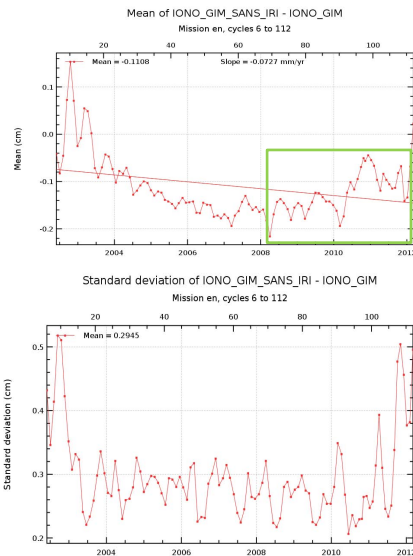 Mean of IONO_GIM_SANS_IRI - IONO_GIM
Mission en, cycles 6 to 112
20 40 60 80 100
Mean = -0.1108 Slope = -0.0727 mm/yr
0.1
0.0
-0.1
-0.2
Mean (cm)
2004 2006 2008 2010 2012
Standard deviation of IONO_GIM_SANS_IRI - IONO_GIM
Mission en, cycles 6 to 112
20 40 60 80 100
Mean = 0.2945
0.5
0.4
0.3
0.2
Standard deviation (cm)
2004 2006 2008 2010 2012